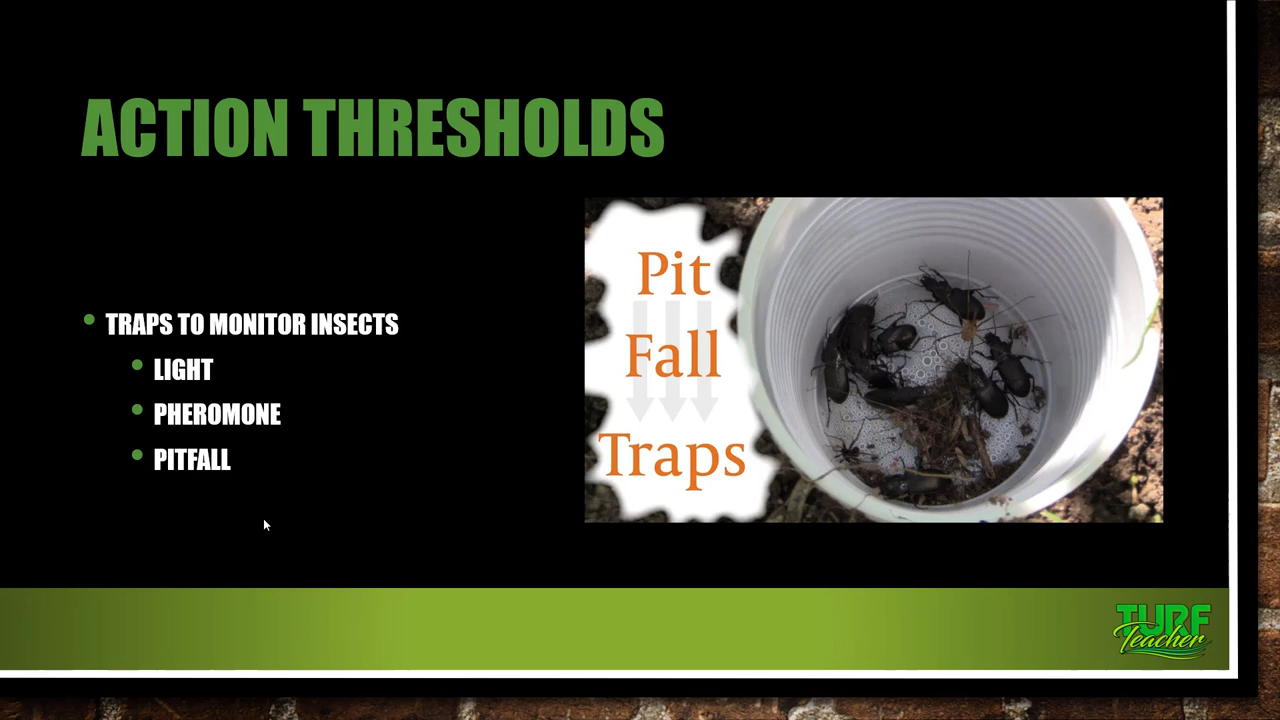 ACTION THRESHOLDS
TRAPS TO MONITOR INSECTS
LIGHT
PHEROMONE
PITFALL
Pit
Fall
Traps
TURF
Teacher